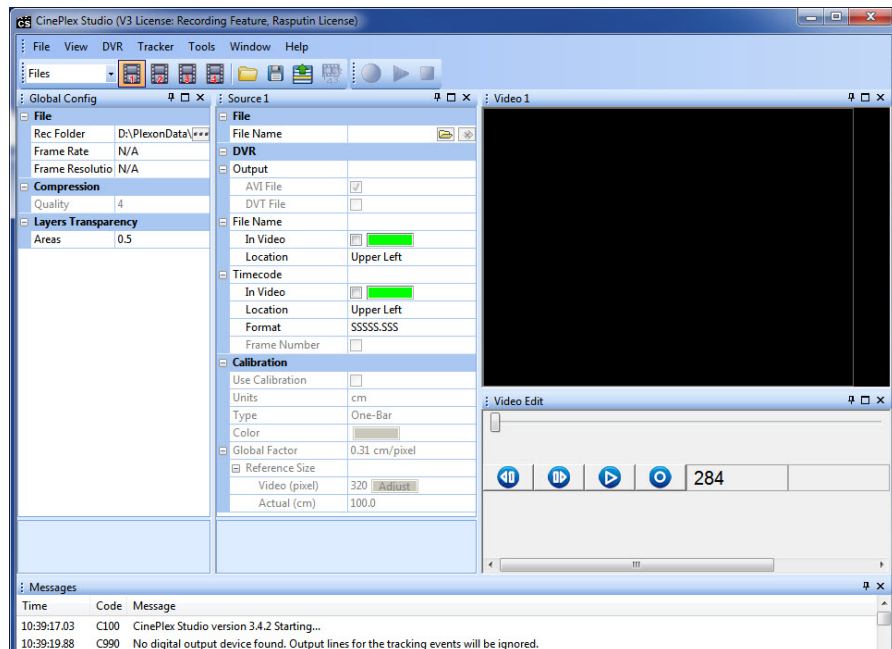 CinePlex Studio (V3 License: Recording Feature, Rasputin License)
File View DVR Tracker Tools Window Help
Files 1 2 3 4
Global Config
File
Rec Folder D:\PlexonData\
Frame Rate N/A
Frame Resolutio N/A
Compression
Quality 4
Layers Transparency
Areas 0.5
Source 1
File
File Name
DVR
Output
AVI File
DVT File
File Name
In Video
Location Upper Left
Timecode
In Video
Location Upper Left
Format SSSSS.SSS
Frame Number
Calibration
Use Calibration
Units cm
Type One-Bar
Color
Global Factor 0.31 cm/pixel
Reference Size
Video (pixel) 320 Adjust
Actual (cm) 100.0
Video 1
Video Edit
284
Messages
Time Code Message
10:39:17.03 C100 CinePlex Studio version 3.4.2 Starting...
10:39:19.88 C990 No digital output device found. Output lines for the tracking events will be ignored.